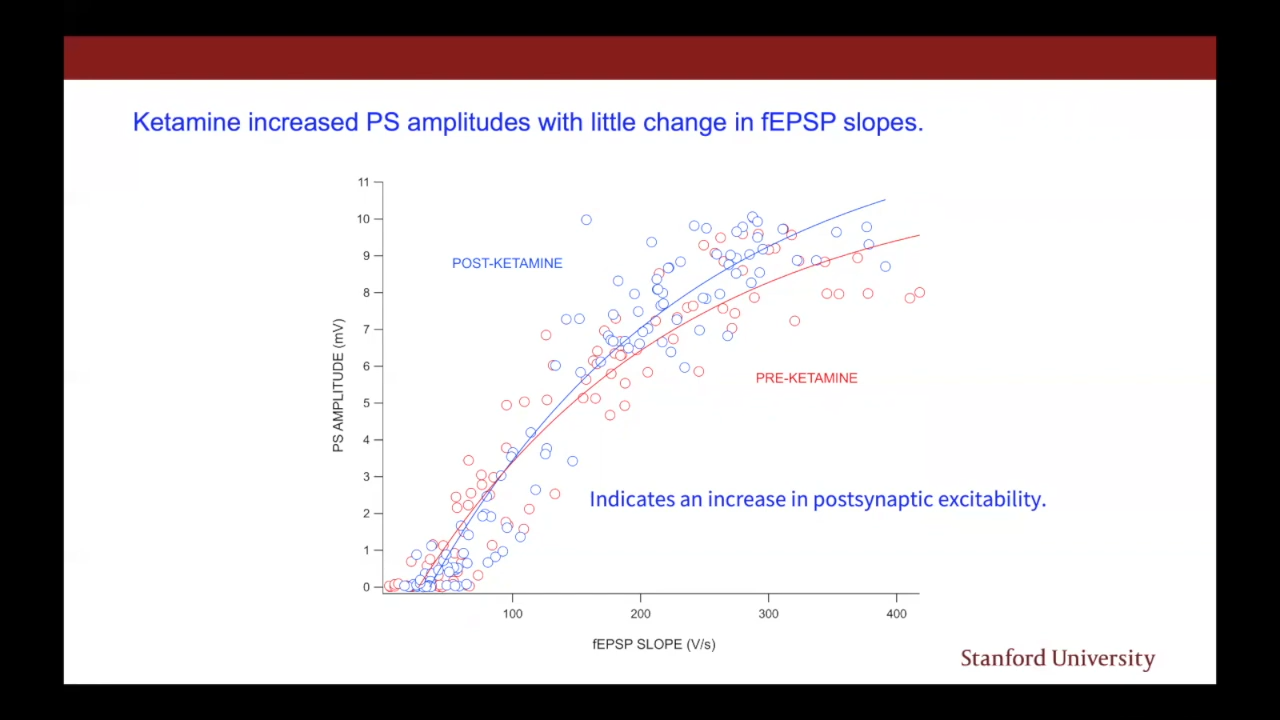 Ketamine increased PS amplitudes with little change in fEPSP slopes.
11
10
9
8
7
6
5
4
3
2
1
0
PS AMPLITUDE (mV)
POST-KETAMINE
PRE-KETAMINE
Indicates an increase in postsynaptic excitability.
100 200 300 400
fEPSP SLOPE (V/s)
Stanford University